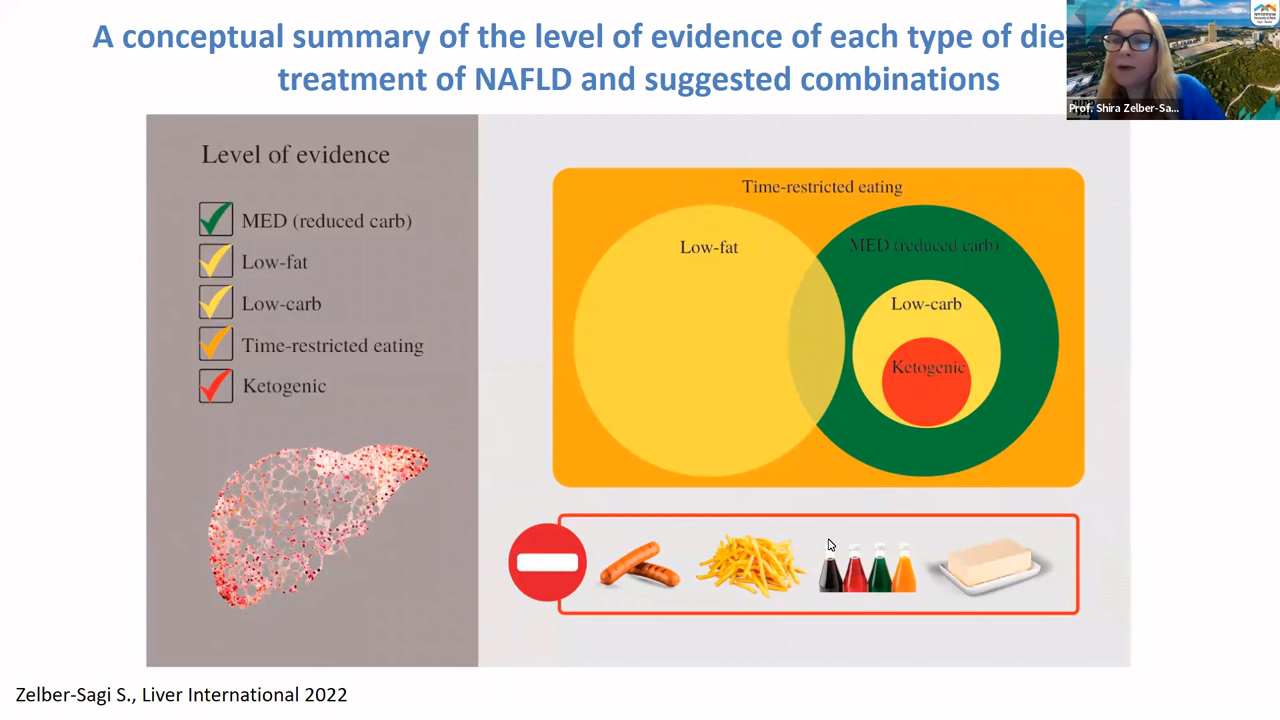 A conceptual summary of the level of evidence of each type of die
treatment of NAFLD and suggested combinations
Prof. Shira Zelber-Sa...
Level of evidence
MED (reduced carb)
Low-fat
Low-carb
Time-restricted eating
Ketogenic
Time-restricted eating
Low-fat
MED (reduced carb)
Low-carb
Ketogenic
Zelber-Sagi S., Liver International 2022